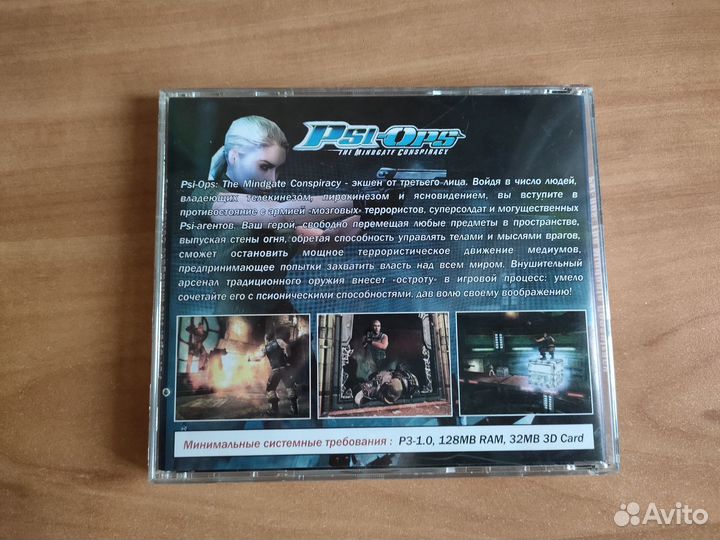 PSI-OPS
THE MINDGATE CONSPIRACY
Psi-Ops: The Mindgate Conspiracy - экшен от третьего лица. Войдя в число людей,
владеющих телекинезом, пирокинезом и ясновидением, вы вступите в
противостояние с армией -мозговых- террористов, суперсолдат и могущественных
Psi-агентов. Ваш герой, свободно перемещая любые предметы в пространстве,
выпуская стены огня, обретая способность управлять телами и мыслями врагов,
сможет остановить мощное террористическое движение медиумов,
предпринимающее попытки захватить власть над всем миром. Внушительный
арсенал традиционного оружия внесет -остроту- в игровой процесс: умело
сочетайте его с псионическими способностями, дав волю своему воображению!
Минимальные системные требования : P3-1.0, 128MB RAM, 32MB 3D Card
Avito